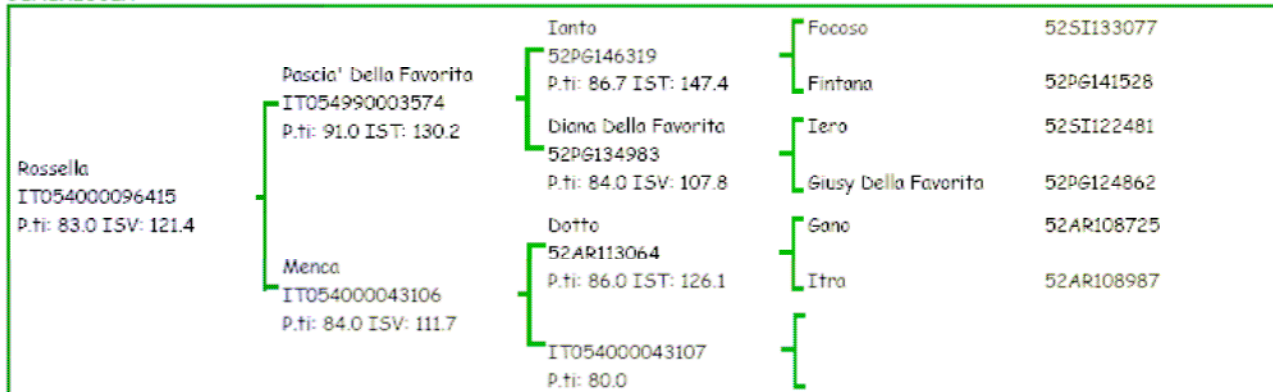 Rossella
IT054000096415
P.ti: 83.0 ISV: 121.4
Pascia' Della Favorita
IT054990003574
P.ti: 91.0 IST: 130.2
Menca
IT054000043106
P.ti: 84.0 ISV: 111.7
Ianto
52PG146319
P.ti: 86.7 IST: 147.4
Diana Della Favorita
52PG134983
P.ti: 84.0 ISV: 107.8
Dotto
52AR113064
P.ti: 86.0 IST: 126.1
IT054000043107
P.ti: 80.0
Focoso 52SI133077
Fintana 52PG141528
Iero 52SI122481
Giusy Della Favorita 52PG124862
Gano 52AR108725
Itra 52AR108987